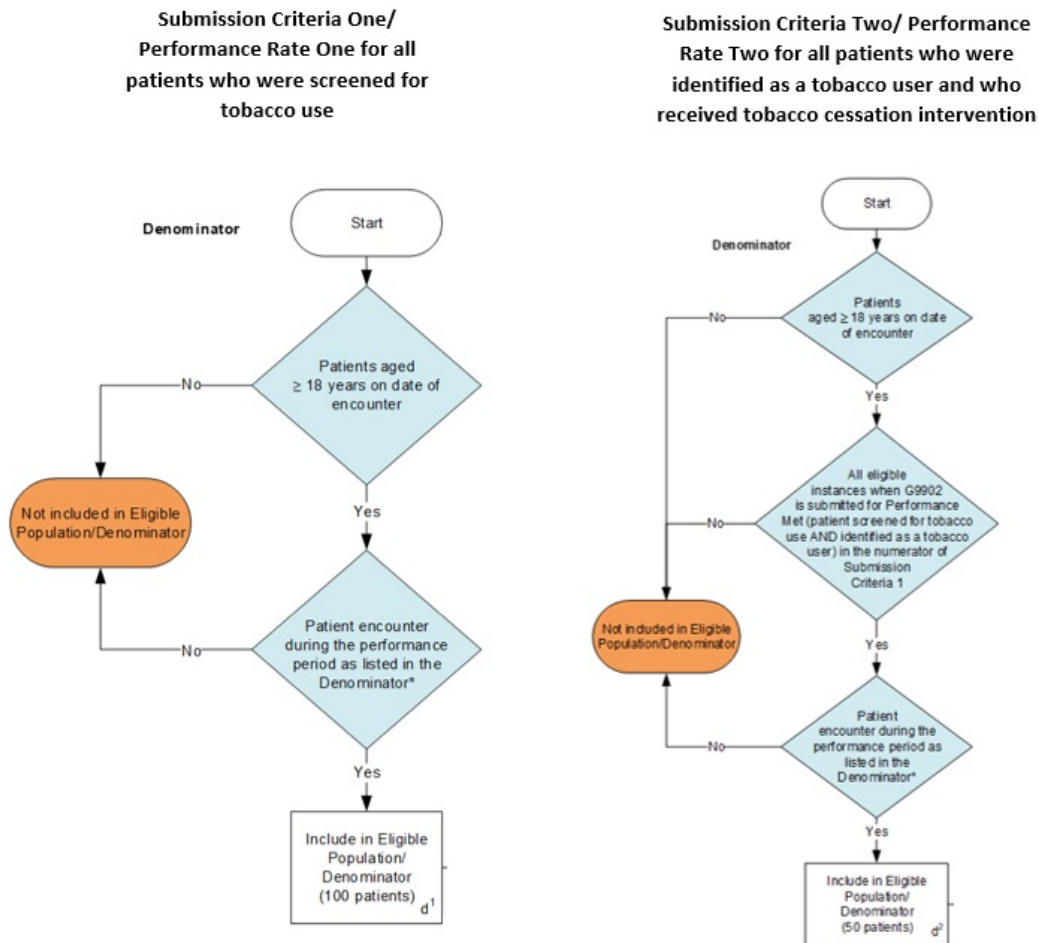 Submission Criteria One/
Performance Rate One for all
patients who were screened for
tobacco use
Denominator
Start
Patients aged
≥ 18 years on date of
encounter
No
Yes
Not included in Eligible
Population/Denominator
Patient encounter
during the performance
period as listed in the
Denominator*
No
Yes
Include in Eligible
Population/
Denominator
(100 patients)
d¹
Submission Criteria Two/ Performance
Rate Two for all patients who were
identified as a tobacco user and who
received tobacco cessation intervention
Start
Denominator
Patients
aged ≥ 18 years on date
of encounter
No
Yes
All eligible
instances when G9902
is submitted for Performance
Met (patient screened for tobacco
use AND identified as a tobacco
user) in the numerator of
Submission
Criteria 1
No
Not included in Eligible
Population/Denominator
Yes
Patient
encounter during the
performance period as
listed in the
Denominator*
No
Yes
Include in Eligible
Population/
Denominator
(50 patients)
d²